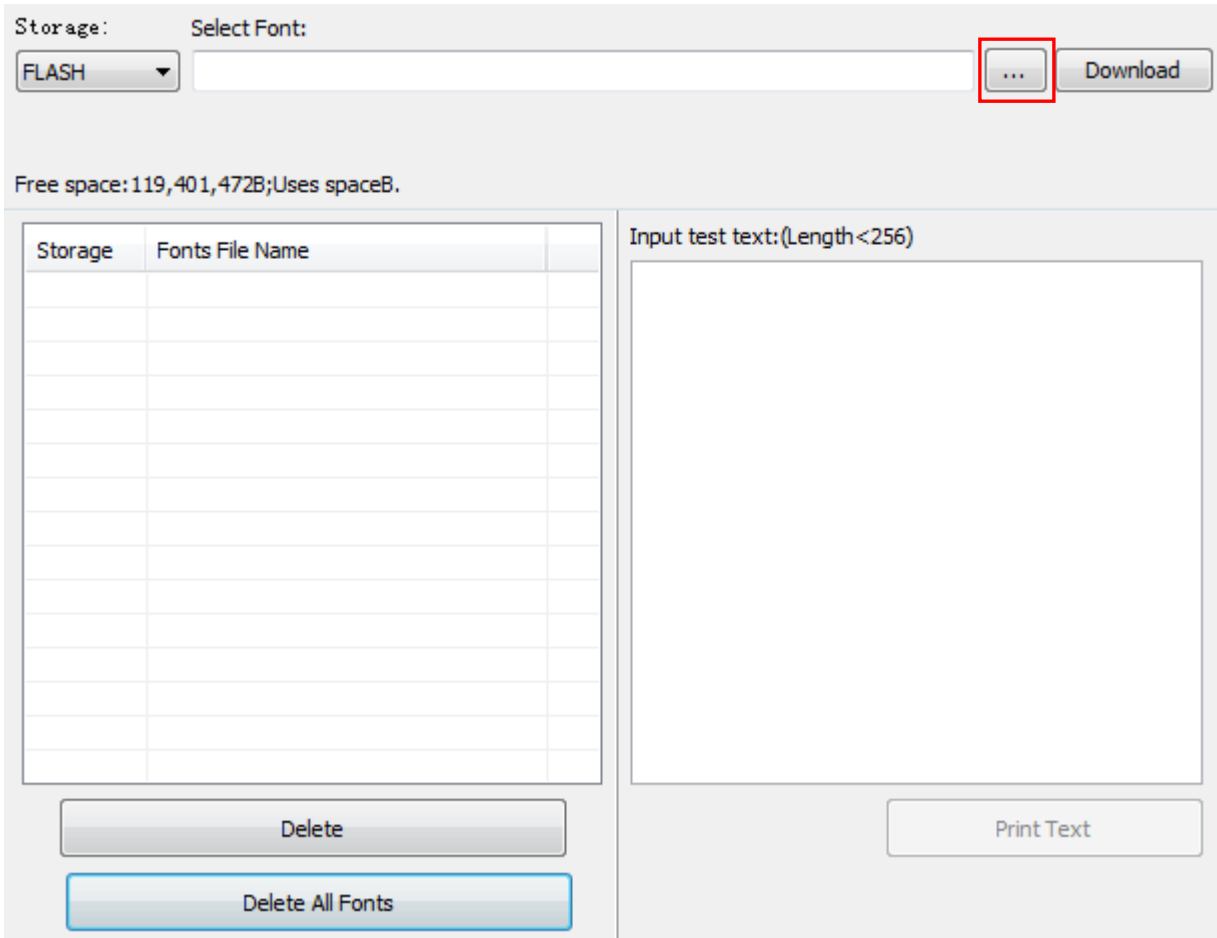 Storage: Select Font:
FLASH ... Download
Free space:119,401,472B;Uses spaceB.
Storage Fonts File Name
Input test text:(Length<256)
Delete
Print Text
Delete All Fonts